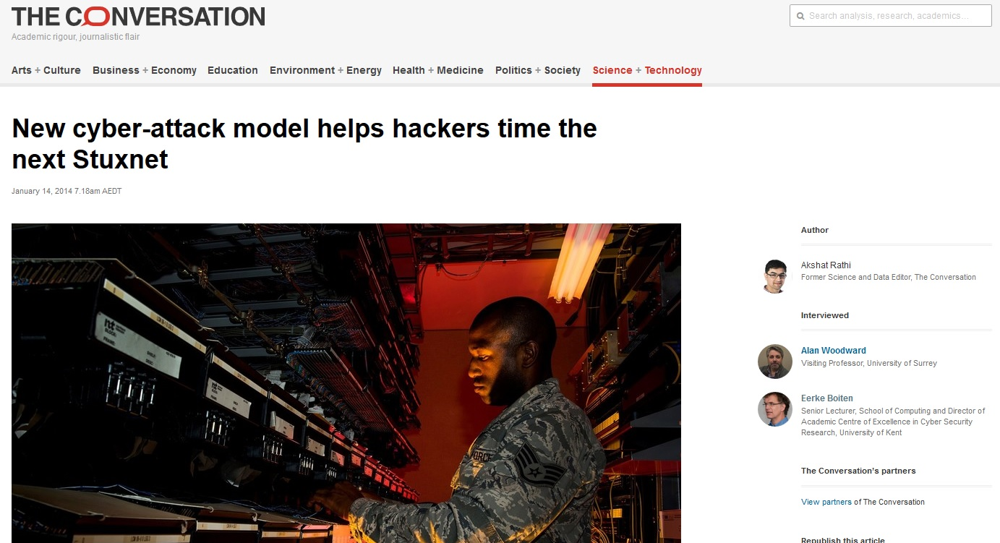 THE CONVERSATION
Academic rigour, journalistic flair
Search analysis, research, academics...
Arts + Culture Business + Economy Education Environment + Energy Health + Medicine Politics + Society Science + Technology
New cyber-attack model helps hackers time the
next Stuxnet
January 14, 2014 7.18am AEDT
Author
Akshat Rathi
Former Science and Data Editor, The Conversation
Interviewed
Alan Woodward
Visiting Professor, University of Surrey
Eerke Boiten
Senior Lecturer, School of Computing and Director of
Academic Centre of Excellence in Cyber Security
Research, University of Kent
The Conversation's partners
View partners of The Conversation
Republish this article